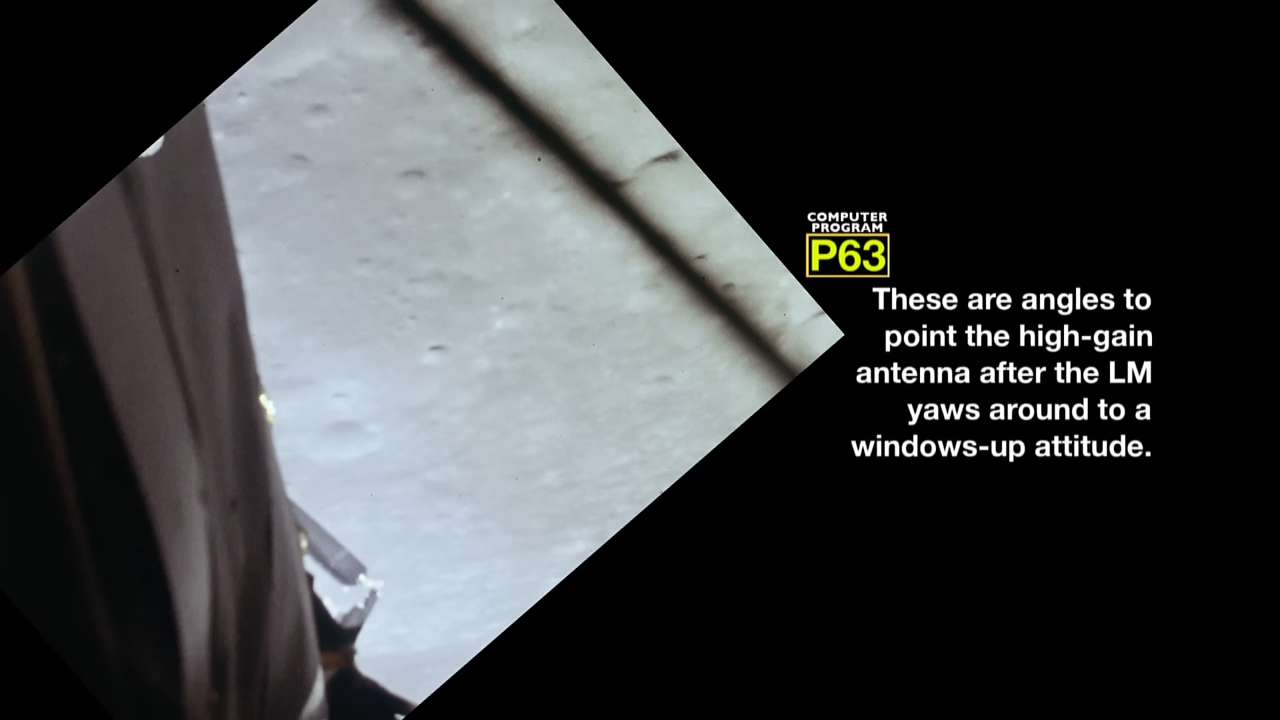 COMPUTER
PROGRAM
P63
These are angles to
point the high-gain
antenna after the LM
yaws around to a
windows-up attitude.